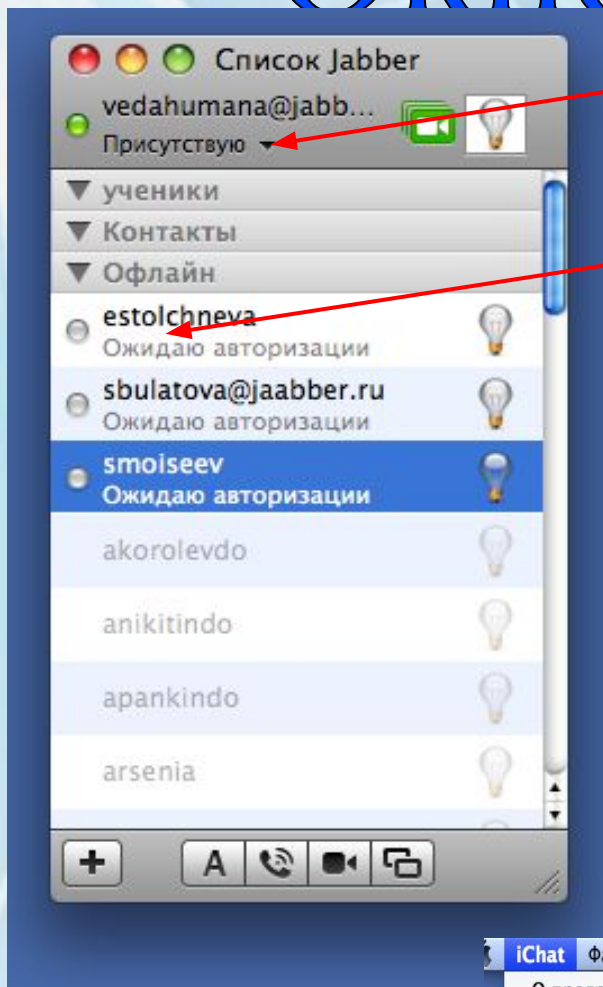 Список Jabber
vedahumana@jabb...
Присутствую
ученики
Контакты
Офлайн
estolchneva
Ожидаю авторизации
sbulatova@jaabber.ru
Ожидаю авторизации
smoiseev
Ожидаю авторизации
akorolevdo
anikitindo
apankindo
arsenia
A
iChat